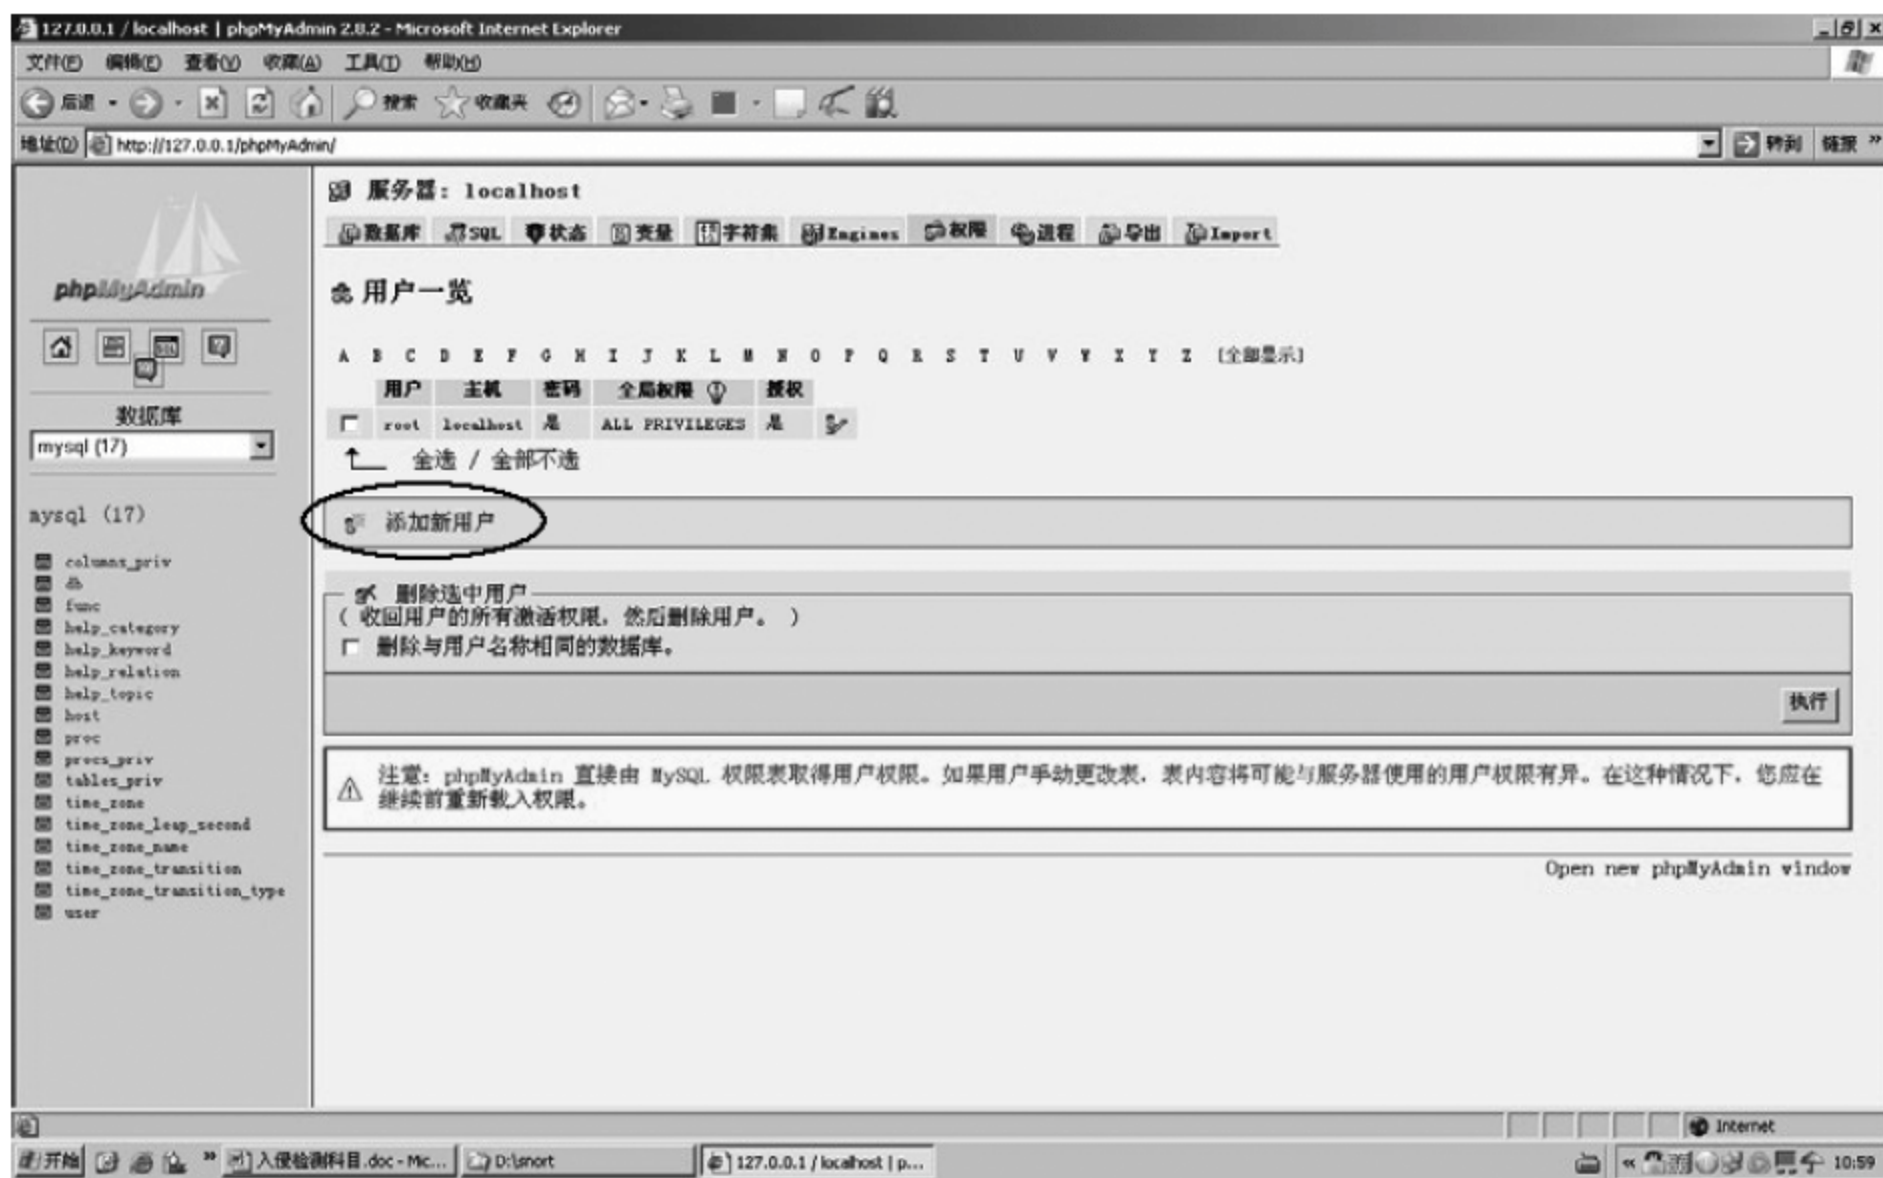 127.0.0.1 / localhost | phpMyAdmin 2.8.2 - Microsoft Internet Explorer
文件(F) 编辑(E) 查看(V) 收藏(A) 工具(T) 帮助(H)
后退 搜索 收藏夹
地址(D) http://127.0.0.1/phpMyAdmin/ 转到 链接 »
phpMyAdmin
数据库
mysql (17)
mysql (17)
columns_priv
db
func
help_category
help_keyword
help_relation
help_topic
host
proc
procs_priv
tables_priv
time_zone
time_zone_leap_second
time_zone_name
time_zone_transition
time_zone_transition_type
user
服务器: localhost
数据库 SQL 状态 变量 字符集 Engines 权限 进程 导出 Import
用户一览
A B C D E F G H I J K L M N O P Q R S T U V W X Y Z [全部显示]
用户 主机 密码 全局权限 授权
root localhost 是 ALL PRIVILEGES 是
全选 / 全部不选
添加新用户
删除选中用户
( 收回用户的所有激活权限，然后删除用户。 )
删除与用户名称相同的数据库。
执行
注意: phpMyAdmin 直接由 MySQL 权限表取得用户权限。如果用户手动更改表，表内容将可能与服务器使用的用户权限有异。在这种情况下，您应在
继续前重新载入权限。
Open new phpMyAdmin window
Internet
开始 » 入侵检测科目.doc - Mic... D:\snort 127.0.0.1 / localhost | p... « 10:59